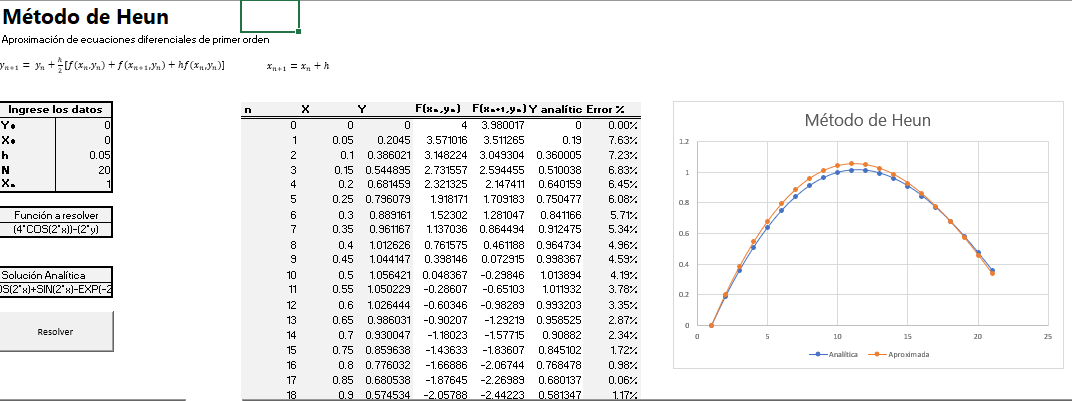 Método de Heun
Aproximación de ecuaciones diferenciales de primer orden
yₙ₊₁ = yₙ + h/2 [f(xₙ,yₙ) + f(xₙ₊₁,yₙ) + hf(xₙ,yₙ)]
xₙ₊₁ = xₙ + h
Ingrese los datos
Y₀ 0
X₀ 0
h 0.05
N 20
Xₙ 1
Función a resolver
(4*COS(2*x))-(2*y)
Solución Analítica
OS(2*x)+SIN(2*x)-EXP(-2
Resolver
n X Y F(xₙ,yₙ) F(xₙ+1,yₙ) Y analític Error %
0 0 0 4 3.980017 0 0.00%
1 0.05 0.2045 3.571016 3.511265 0.19 7.63%
2 0.1 0.386021 3.148224 3.049304 0.360005 7.23%
3 0.15 0.544895 2.731557 2.594455 0.510038 6.83%
4 0.2 0.681459 2.321325 2.147411 0.640159 6.45%
5 0.25 0.796079 1.918171 1.709183 0.750477 6.08%
6 0.3 0.889161 1.52302 1.281047 0.841166 5.71%
7 0.35 0.961167 1.137036 0.864494 0.912475 5.34%
8 0.4 1.012626 0.761575 0.461188 0.964734 4.96%
9 0.45 1.044147 0.398146 0.072915 0.998367 4.59%
10 0.5 1.056421 0.048367 -0.29846 1.013894 4.19%
11 0.55 1.050229 -0.28607 -0.65103 1.011932 3.78%
12 0.6 1.026444 -0.60346 -0.98289 0.993203 3.35%
13 0.65 0.986031 -0.90207 -1.29219 0.958525 2.87%
14 0.7 0.930047 -1.18023 -1.57715 0.90882 2.34%
15 0.75 0.859638 -1.43633 -1.83607 0.845102 1.72%
16 0.8 0.776032 -1.66886 -2.06744 0.768478 0.98%
17 0.85 0.680538 -1.87645 -2.26989 0.680137 0.06%
18 0.9 0.574534 -2.05788 -2.44223 0.581347 1.17%
Método de Heun
1.2
1
0.8
0.6
0.4
0.2
0
0 5 10 15 20 25
Analítica Aproximada